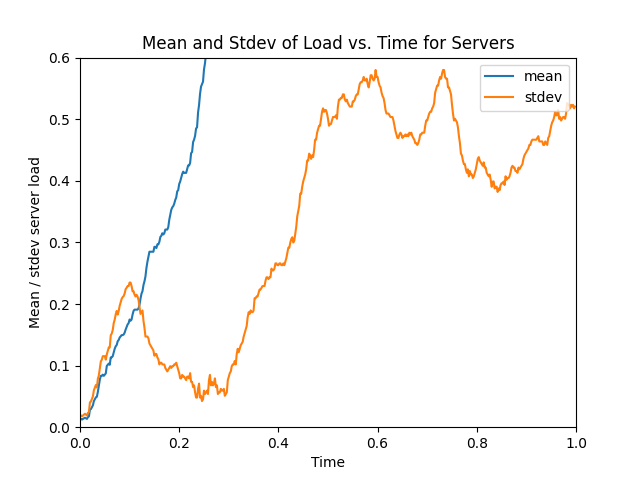 Mean and Stdev of Load vs. Time for Servers
mean
stdev
Mean / stdev server load
0.6
0.5
0.4
0.3
0.2
0.1
0.0
0.0 0.2 0.4 0.6 0.8 1.0
Time